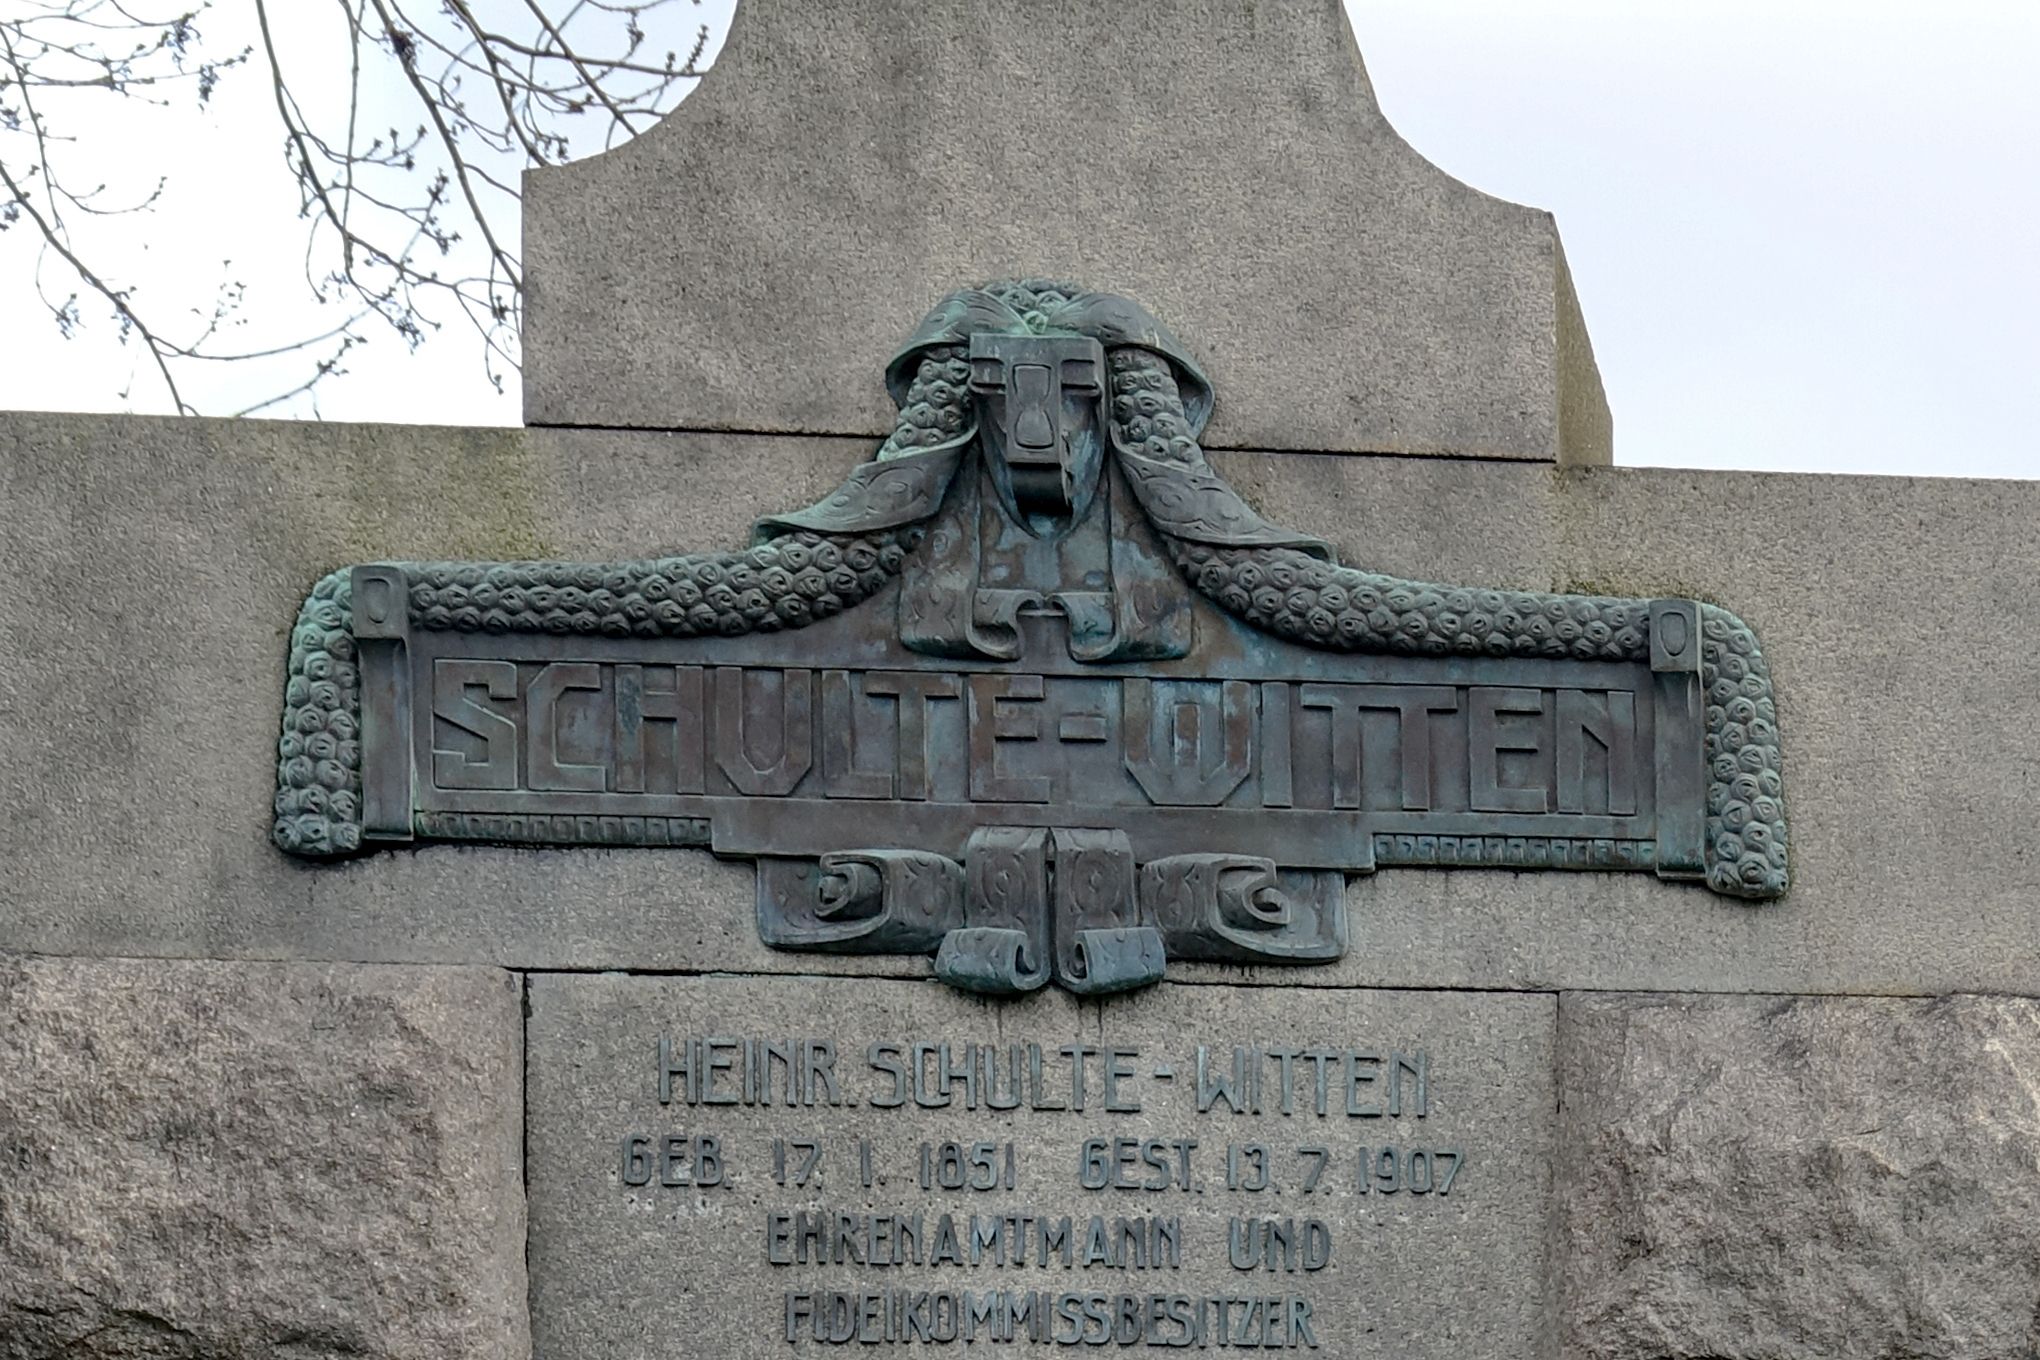 SCHULTE-WITTEN
HEINR. SCHULTE-WITTEN
GEB. 17. 1. 1851 GEST. 13. 7. 1907
EHRENAMTMANN UND
FIDEIKOMMISSBESITZER